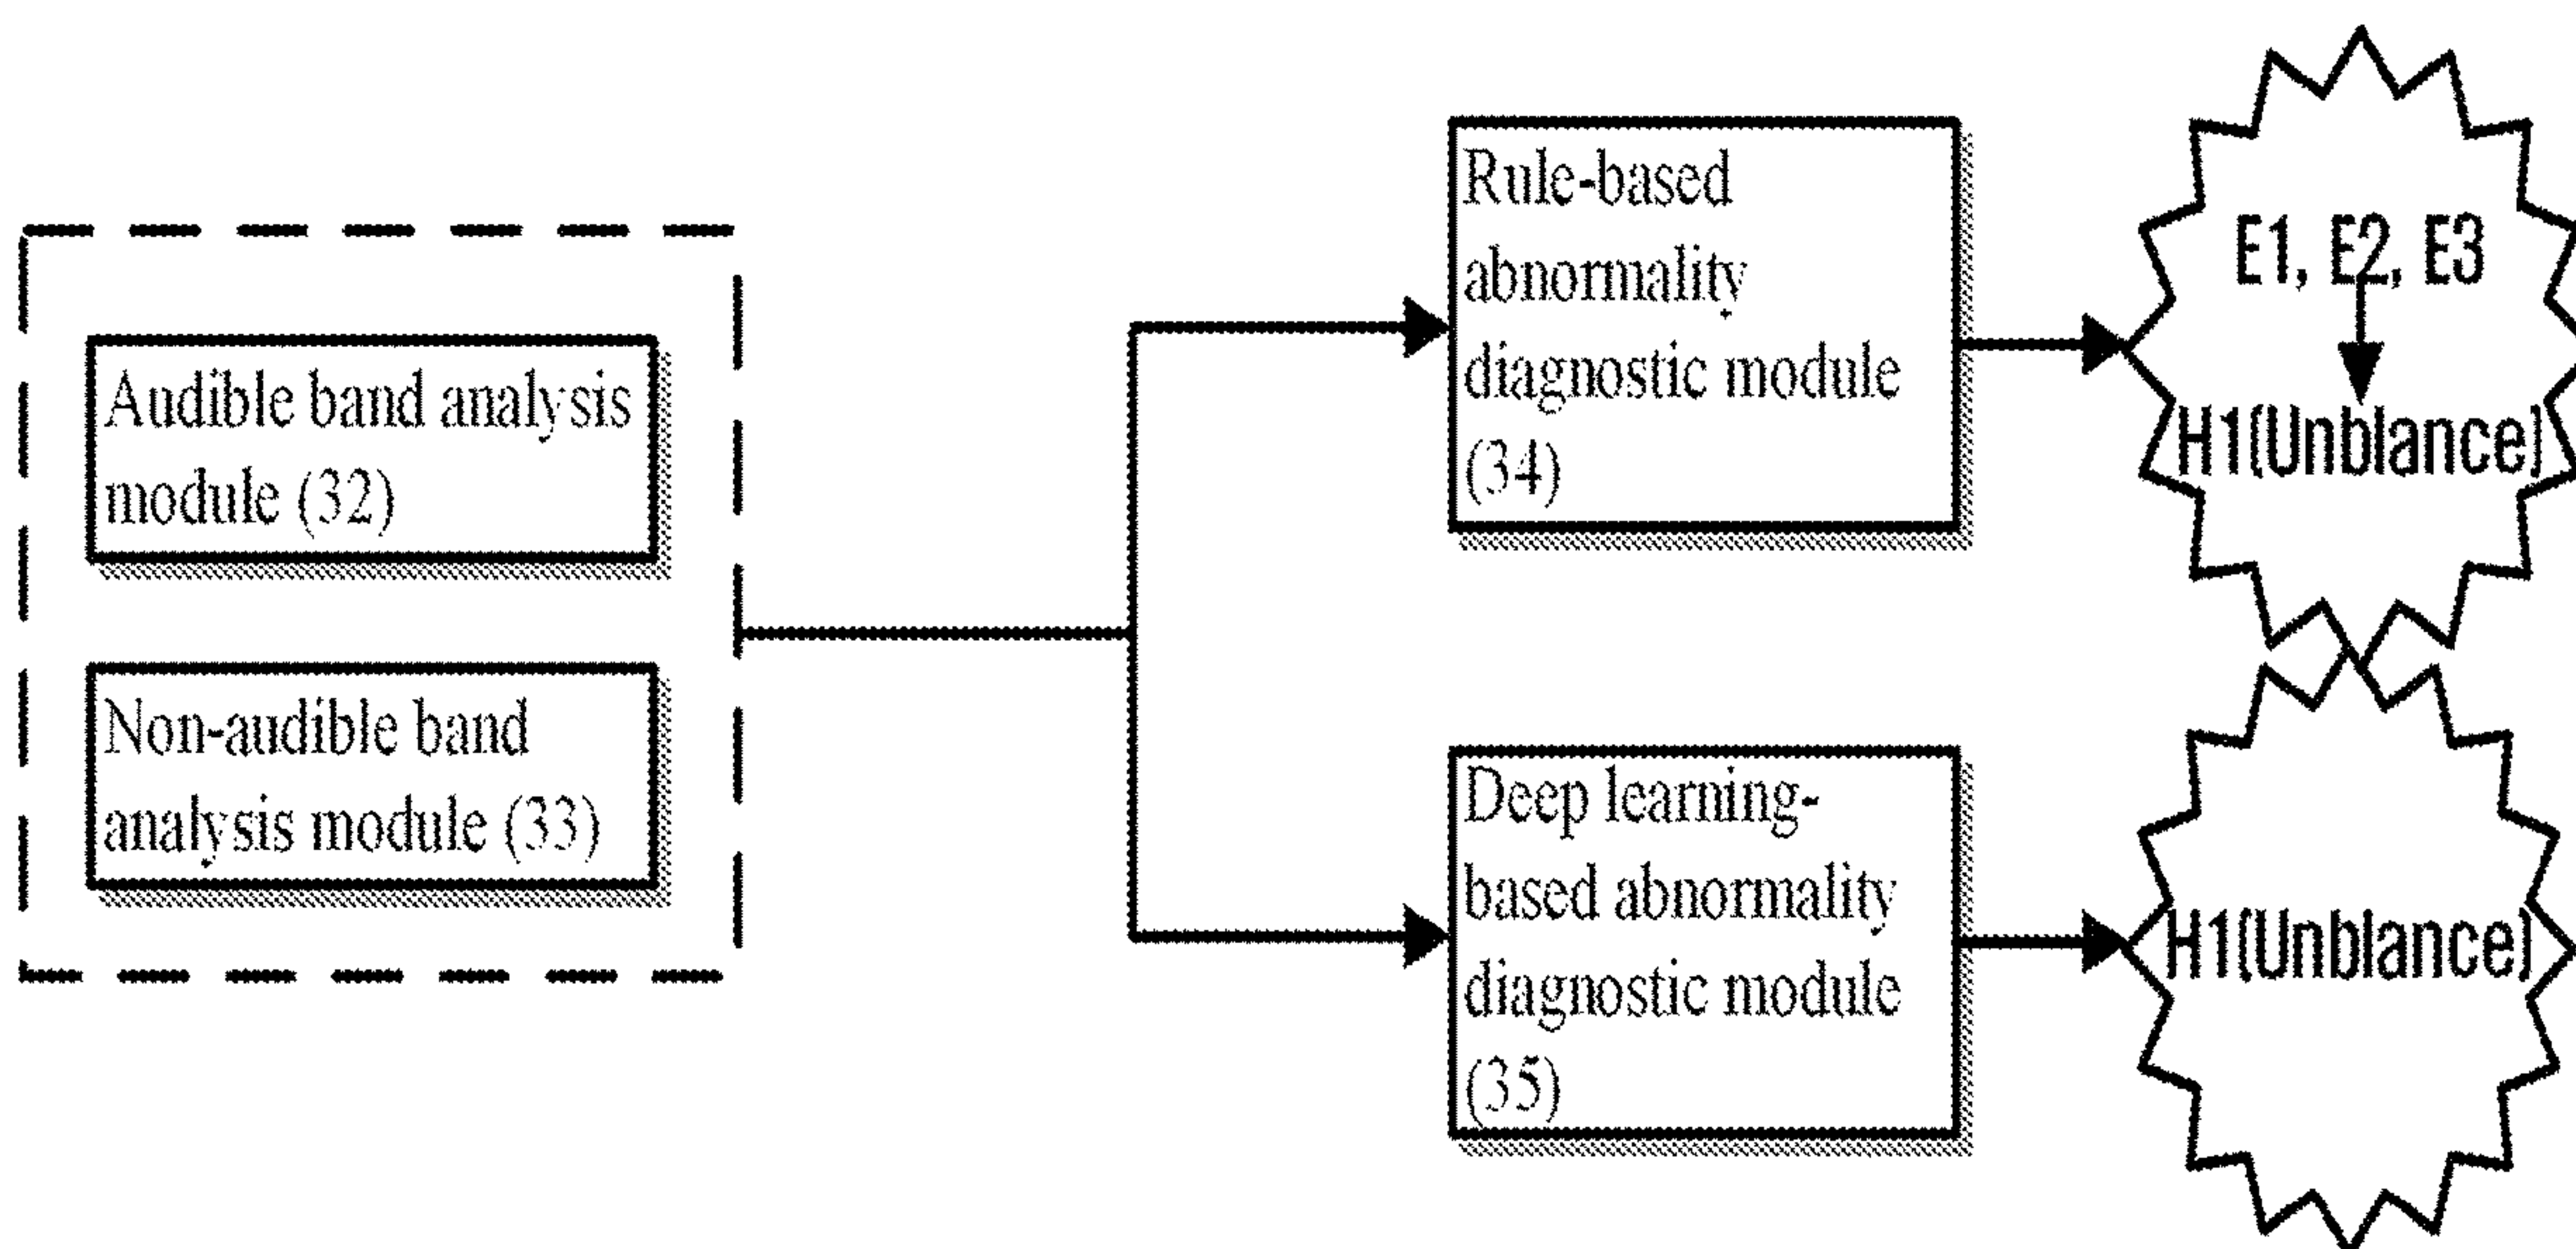 Audible band analysis
module (32)
Non-audible band
analysis module (33)
Rule-based
abnormality
diagnostic module
(34)
Deep learning-
based abnormality
diagnostic module
(35)
E1, E2, E3
H1(Unblance)
H1(Unblance)